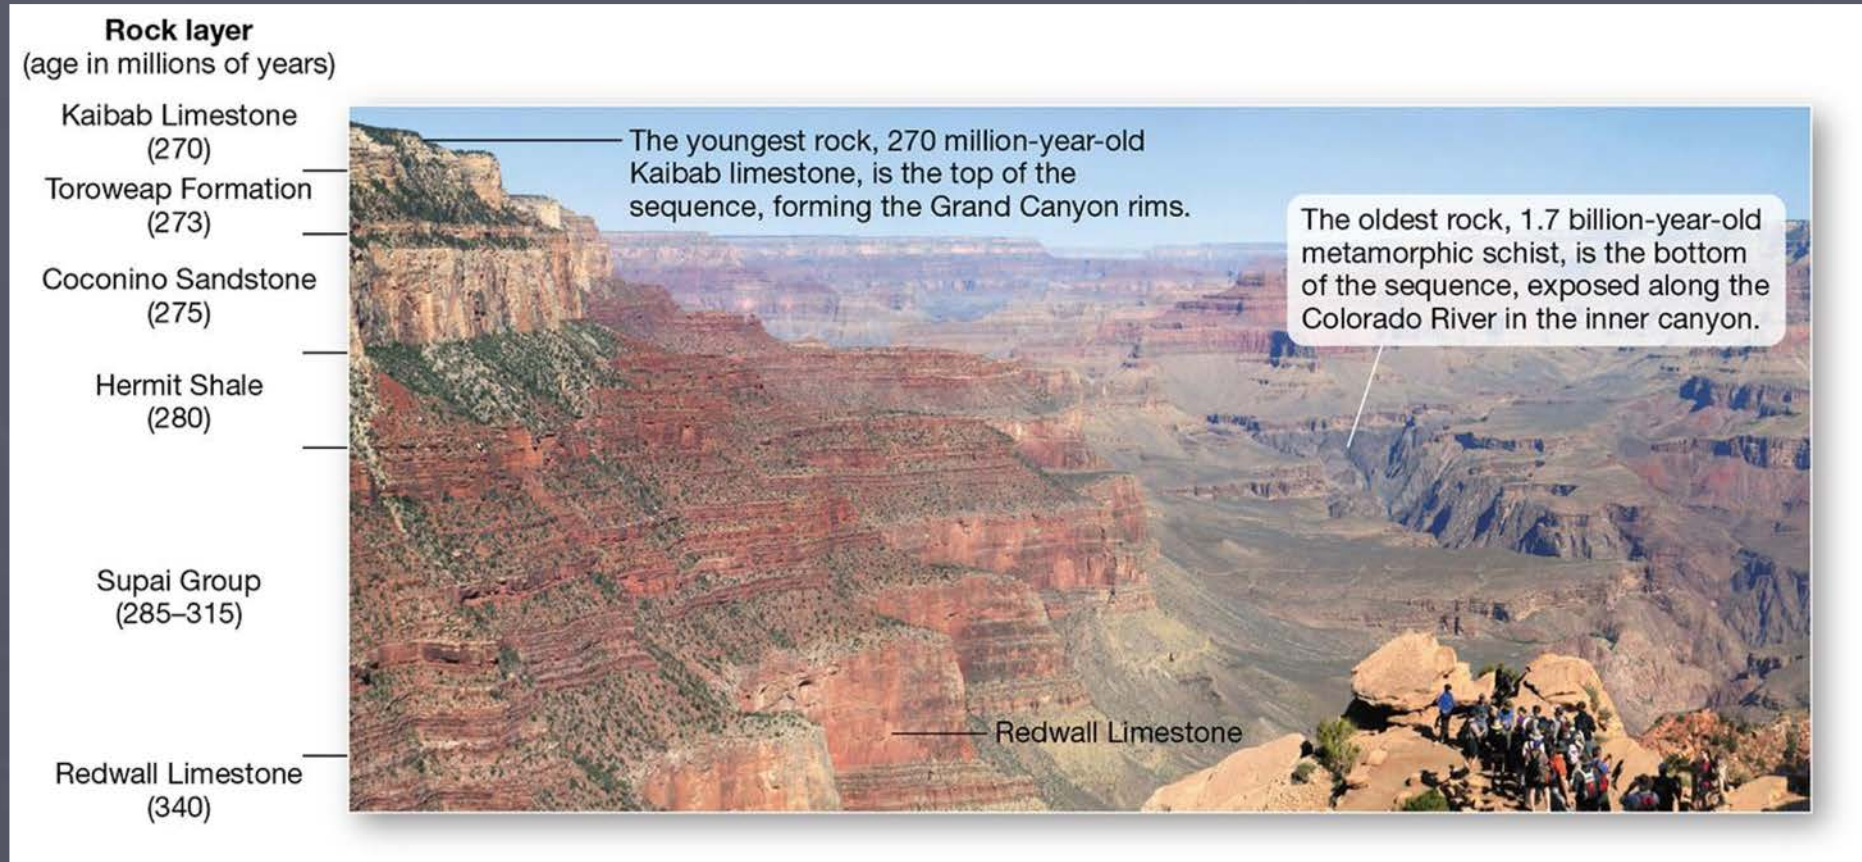 Rock layer
(age in millions of years)
Kaibab Limestone
(270)
Toroweap Formation
(273)
Coconino Sandstone
(275)
Hermit Shale
(280)
Supai Group
(285–315)
Redwall Limestone
(340)
The youngest rock, 270 million-year-old
Kaibab limestone, is the top of the
sequence, forming the Grand Canyon rims.
The oldest rock, 1.7 billion-year-old
metamorphic schist, is the bottom
of the sequence, exposed along the
Colorado River in the inner canyon.
Redwall Limestone